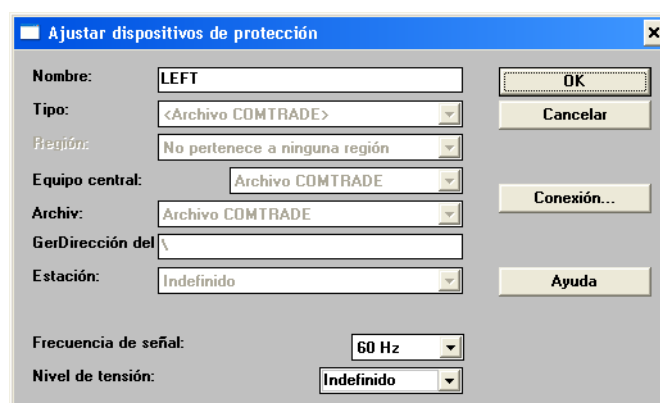 Ajustar dispositivos de protección
Nombre: LEFT OK
Tipo: <Archivo COMTRADE> Cancelar
Región: No pertenece a ninguna región
Equipo central: Archivo COMTRADE
Conexión...
Archiv: Archivo COMTRADE
GerDirección del \
Estación: Indefinido Ayuda
Frecuencia de señal: 60 Hz
Nivel de tensión: Indefinido